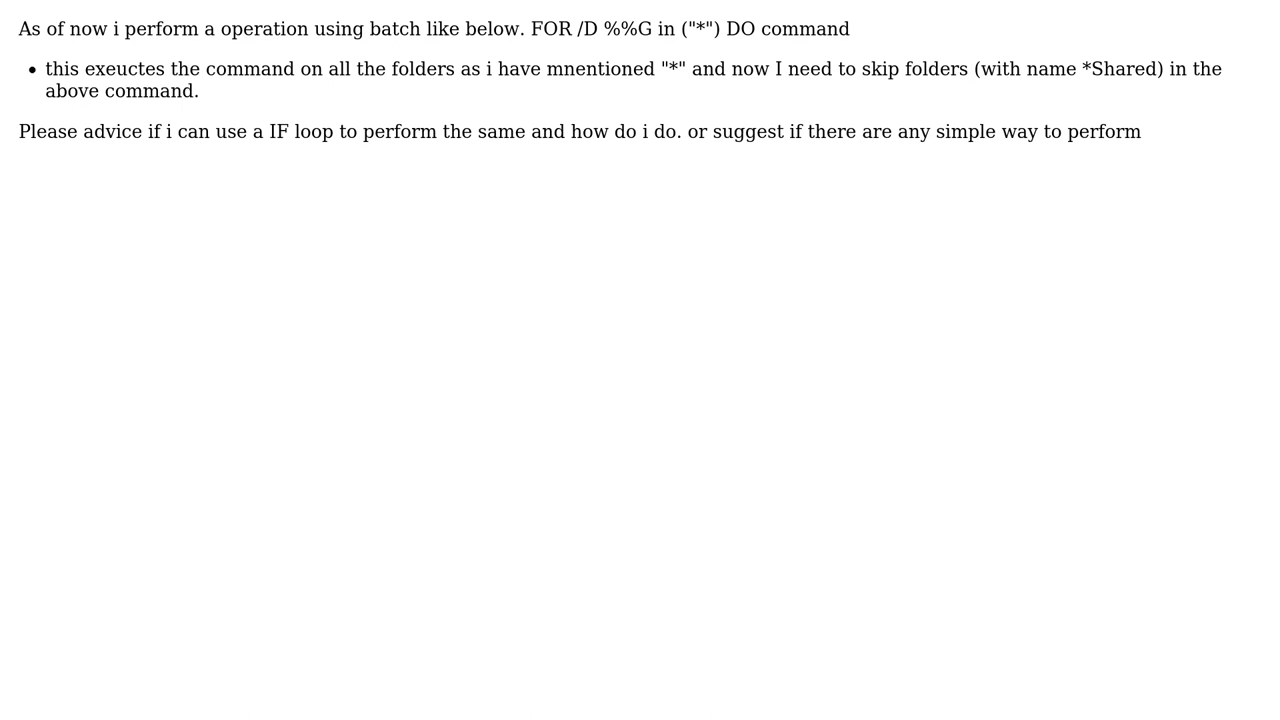 As of now i perform a operation using batch like below. FOR /D %%G in ("*") DO command
• this exeuctes the command on all the folders as i have mnentioned "*" and now I need to skip folders (with name *Shared) in the
above command.
Please advice if i can use a IF loop to perform the same and how do i do. or suggest if there are any simple way to perform